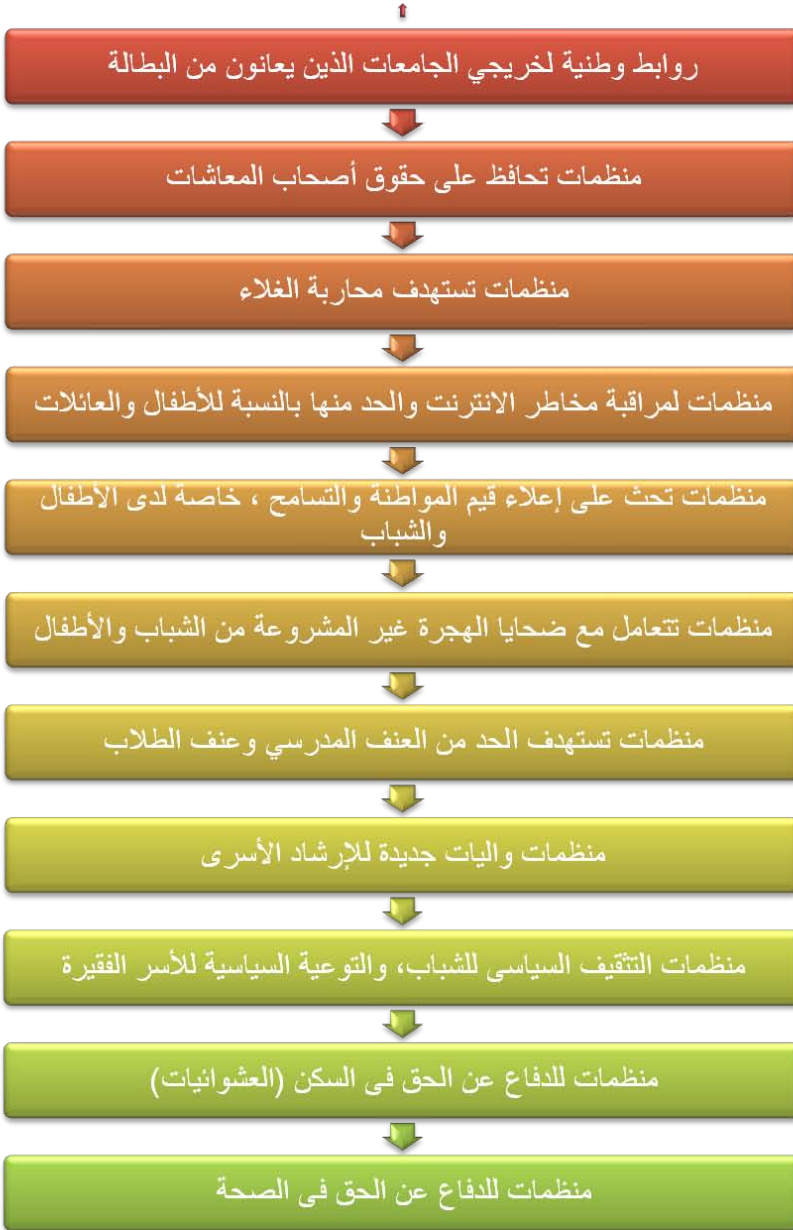 روابط وطنية لخريجي الجامعات الذين يعانون من البطالة
منظمات تحافظ على حقوق أصحاب المعاشات
منظمات تستهدف محاربة الغلاء
منظمات لمراقبة مخاطر الانترنت والحد منها بالنسبة للأطفال والعائلات
منظمات تحث على إعلاء قيم المواطنة والتسامح ، خاصة لدى الأطفال
والشباب
منظمات تتعامل مع ضحايا الهجرة غير المشروعة من الشباب والأطفال
منظمات تستهدف الحد من العنف المدرسي وعنف الطلاب
منظمات واليات جديدة للإرشاد الأسرى
منظمات التثقيف السياسى للشباب، والتوعية السياسية للأسر الفقيرة
منظمات للدفاع عن الحق فى السكن (العشوائيات)
منظمات للدفاع عن الحق فى الصحة